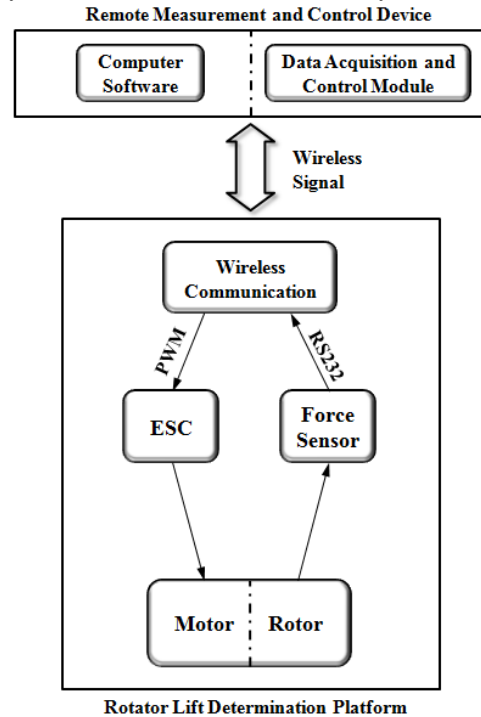 Remote Measurement and Control Device
Computer
Software
Data Acquisition and
Control Module
Wireless
Signal
Wireless
Communication
PWM
RS232
ESC
Force
Sensor
Motor
Rotor
Rotator Lift Determination Platform